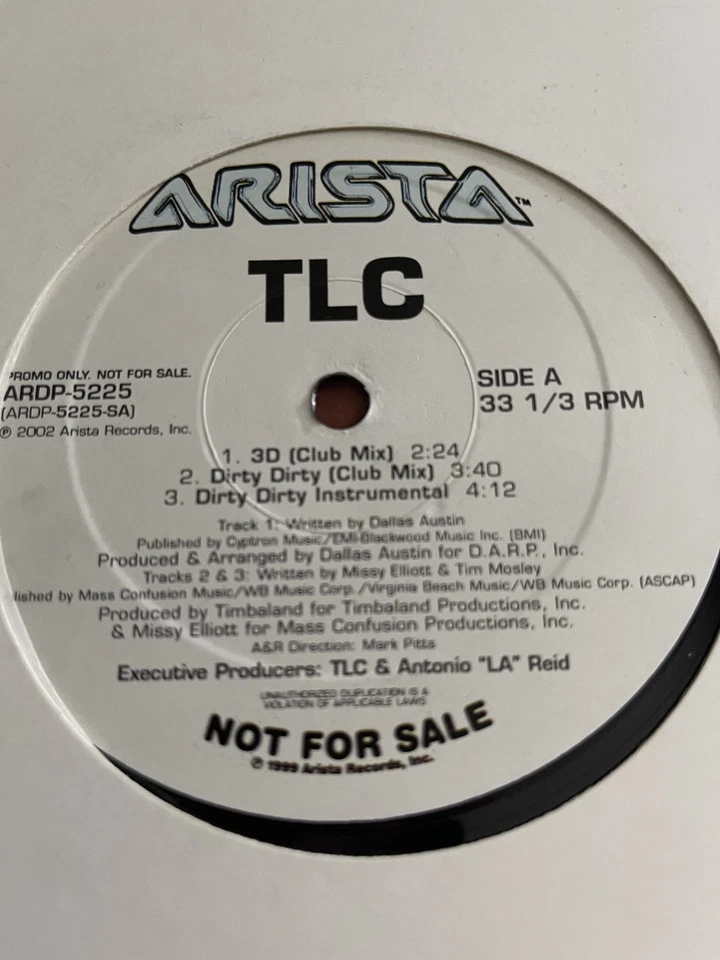 ARISTA™
TLC
PROMO ONLY. NOT FOR SALE.
ARDP-5225
(ARDP-5225-SA)
℗ 2002 Arista Records, Inc.
SIDE A
33 1/3 RPM
1. 3D (Club Mix) 2:24
2. Dirty Dirty (Club Mix) 3:40
3. Dirty Dirty Instrumental 4:12
Track 1: Written by Dallas Austin
Published by Cyptron Music/EMI-Blackwood Music Inc. (BMI)
Produced & Arranged by Dallas Austin for D.A.R.P., Inc.
Tracks 2 & 3: Written by Missy Elliott & Tim Mosley
lished by Mass Confusion Music/WB Music Corp. /Virginia Beach Music/WB Music Corp. (ASCAP)
Produced by Timbaland for Timbaland Productions, Inc.
& Missy Elliott for Mass Confusion Productions, Inc.
A&R Direction: Mark Pitts
Executive Producers: TLC & Antonio "LA" Reid
UNAUTHORIZED DUPLICATION IS A
VIOLATION OF APPLICABLE LAWS
NOT FOR SALE
℗ 1999 Arista Records, Inc.